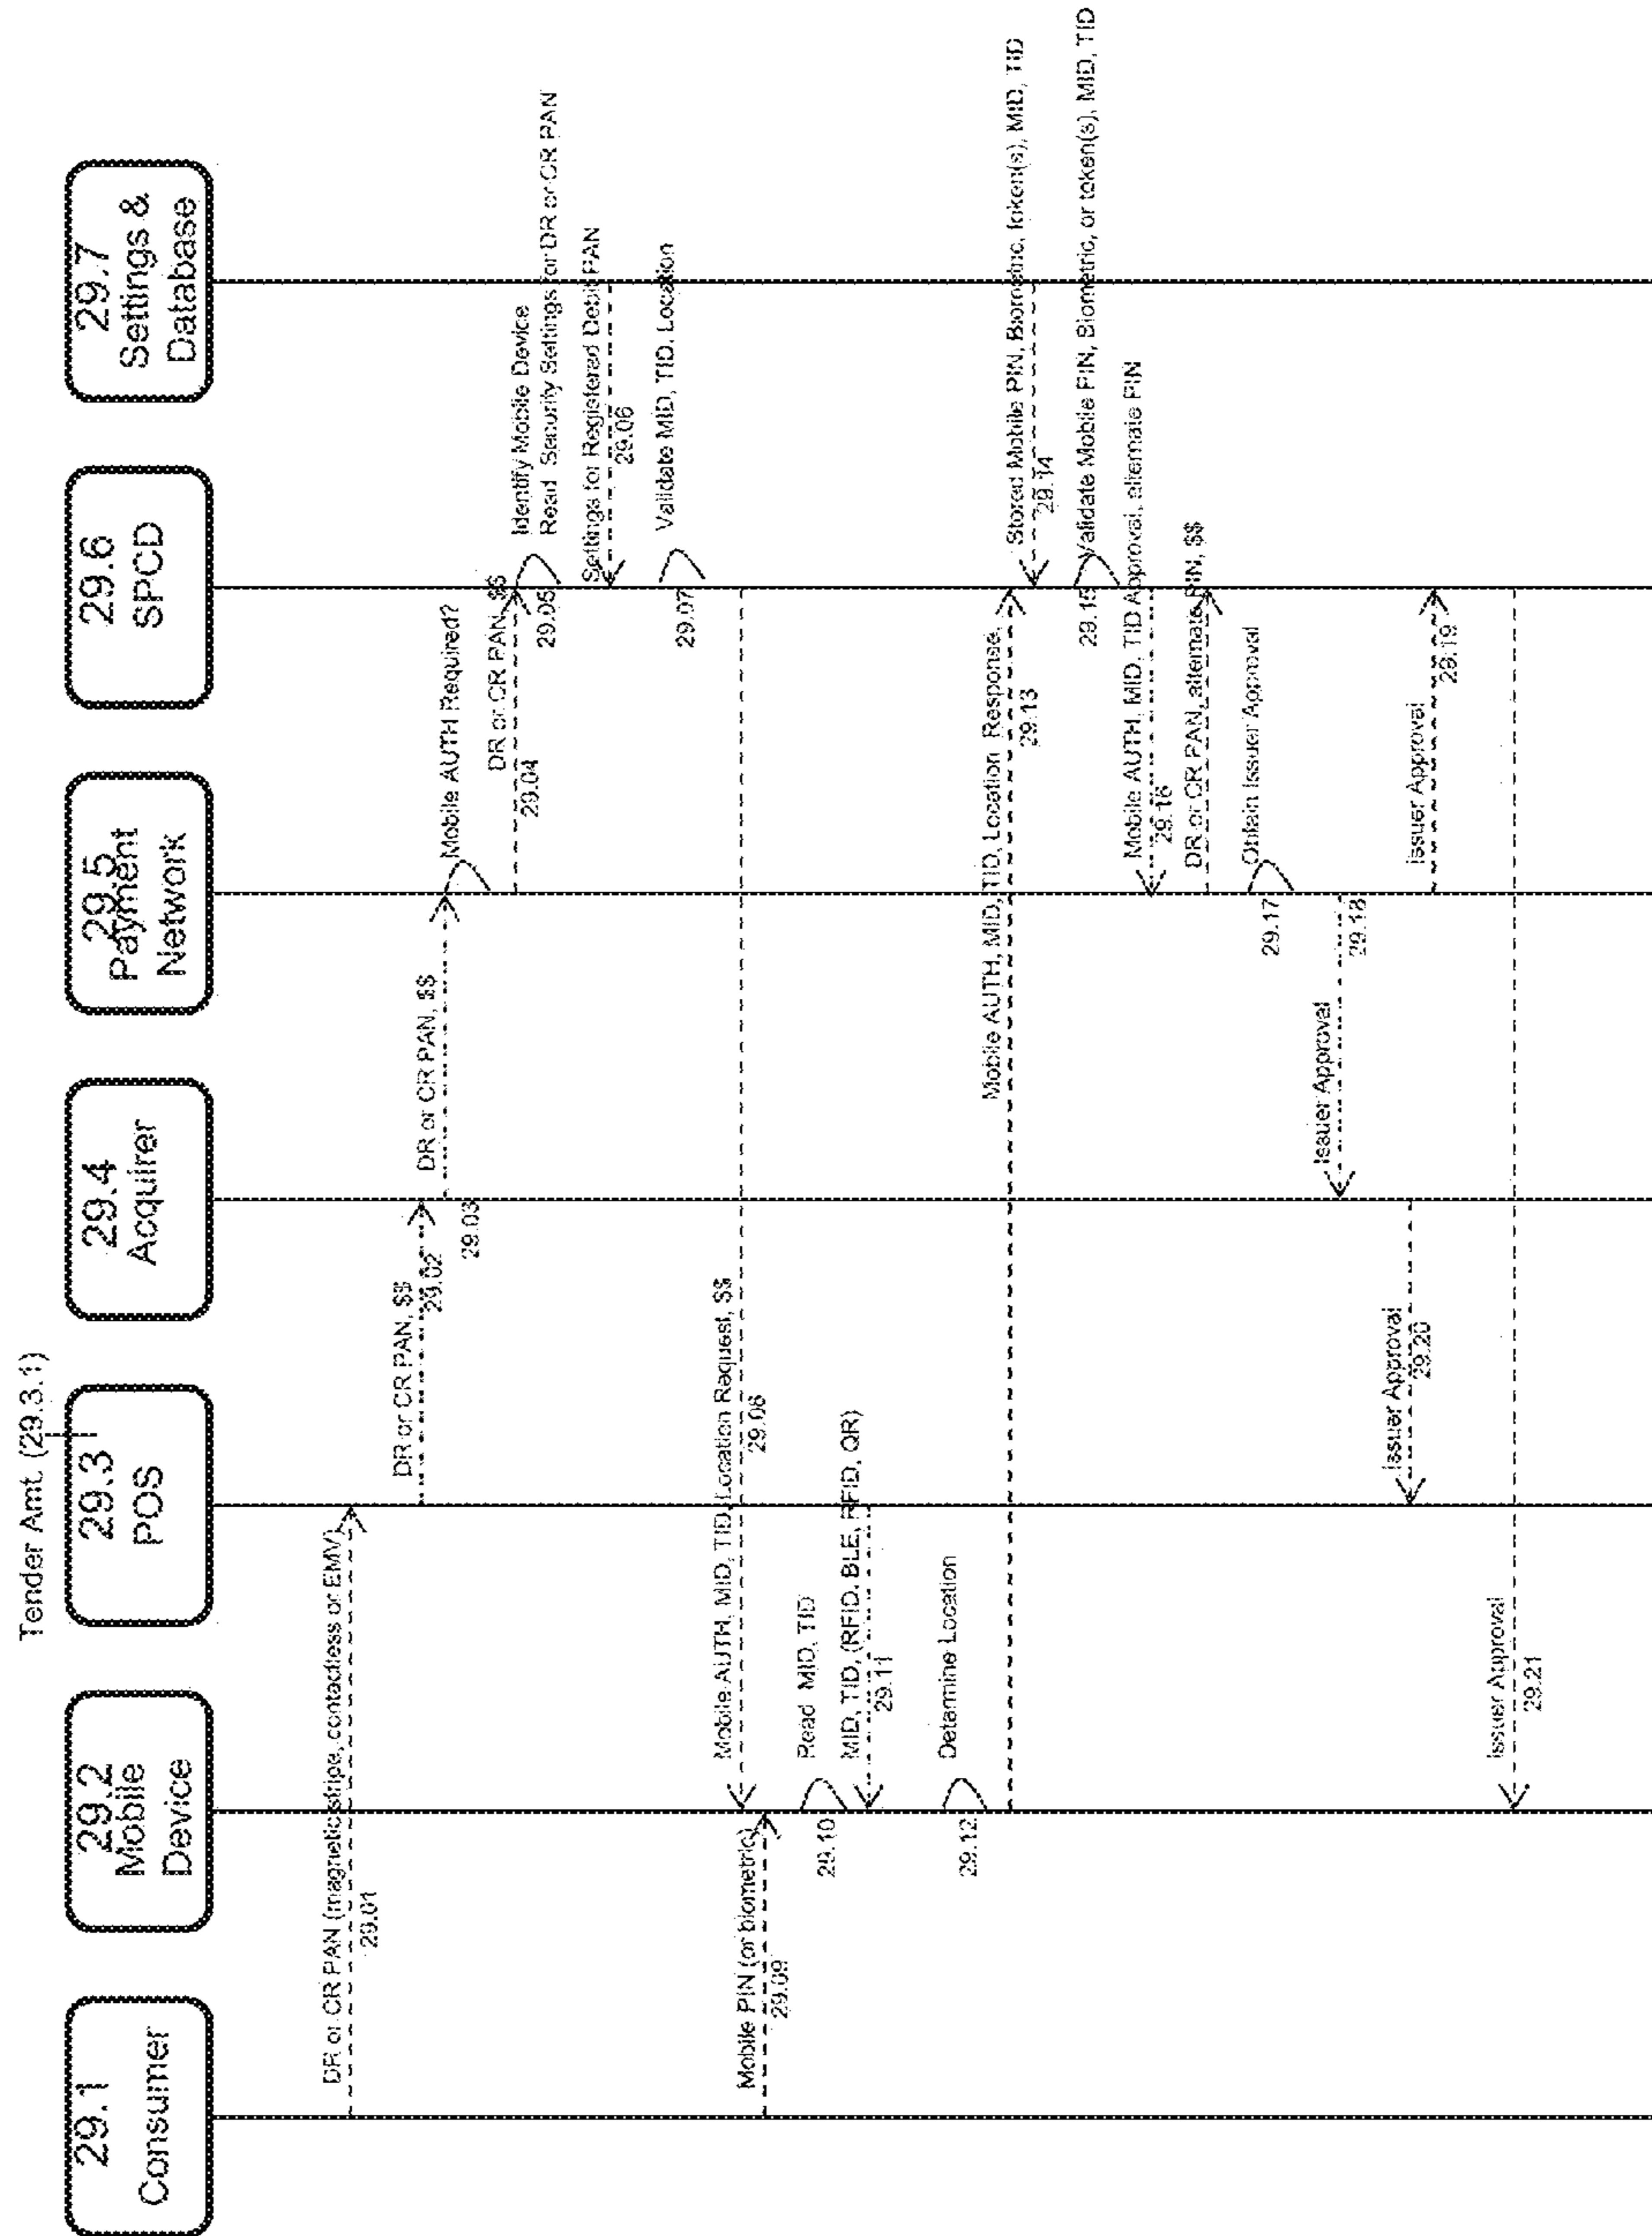 Tender Amt. (29.3.1)
29.1
Consumer
29.2
Mobile
Device
29.3
POS
29.4
Acquirer
29.5
Payment
Network
29.6
SPCD
29.7
Settings &
Database
DR or CR PAN (magnetic stripe, contactless or EMV)
29.01
DR or CR PAN, $$
29.02
DR or CR PAN, $$
29.03
Mobile AUTH Required?
DR or CR PAN, $$
29.04
Identify Mobile Device
Read Security Settings for DR or CR PAN
29.05
Settings for Registered Debit PAN
29.06
Validate MID, TID, Location
29.07
Mobile AUTH, MID, TID, Location Request, $$
29.08
Mobile PIN (or biometric)
29.09
Read MID, TID
29.10
MID, TID, (RFID, BLE, RFID, QR)
29.11
Determine Location
29.12
Mobile AUTH, MID, TID, Location Response,
29.13
Stored Mobile PIN, Biometric, token(s), MID, TID
29.14
Validate Mobile PIN, Biometric, or token(s), MID, TID
29.15
Mobile AUTH, MID, TID Approval, alternate PIN
29.16
DR or CR PAN, alternate PIN, $$
Obtain Issuer Approval
29.17
Issuer Approval
29.18
Issuer Approval
29.19
Issuer Approval
29.20
Issuer Approval
29.21